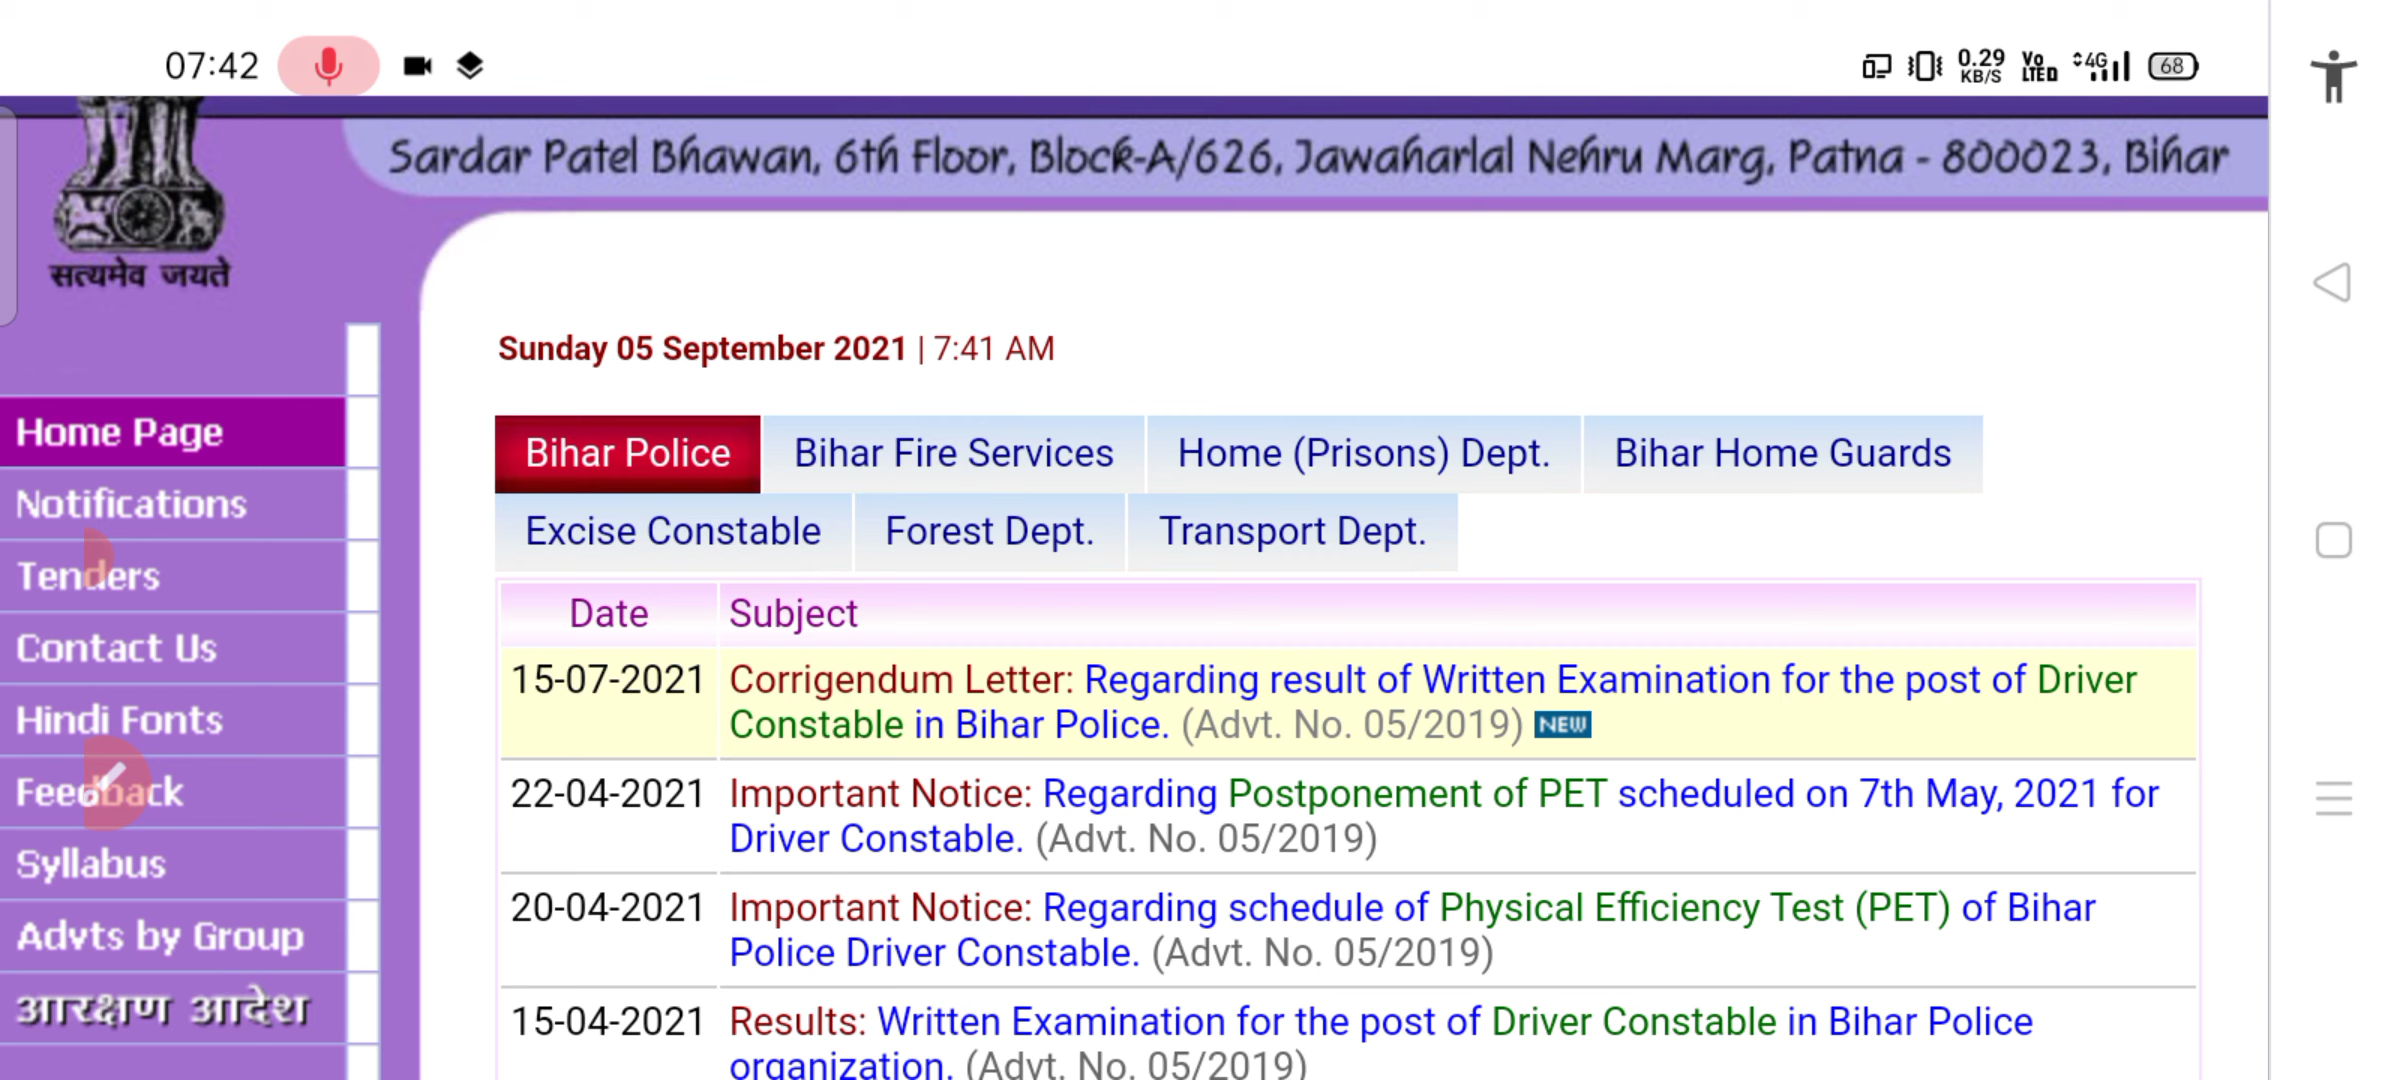 07:42
0.29
KB/S
Vo
LTE
4G
68
Sardar Patel Bhawan, 6th Floor, Block-A/626, Jawaharlal Nehru Marg, Patna - 800023, Bihar
सत्यमेव जयते
Sunday 05 September 2021 | 7:41 AM
Home Page
Notifications
Tenders
Contact Us
Hindi Fonts
Feedback
Syllabus
Advts by Group
आरक्षण आदेश
Bihar Police
Bihar Fire Services
Home (Prisons) Dept.
Bihar Home Guards
Excise Constable
Forest Dept.
Transport Dept.
Date Subject
15-07-2021 Corrigendum Letter: Regarding result of Written Examination for the post of Driver
Constable in Bihar Police. (Advt. No. 05/2019) NEW
22-04-2021 Important Notice: Regarding Postponement of PET scheduled on 7th May, 2021 for
Driver Constable. (Advt. No. 05/2019)
20-04-2021 Important Notice: Regarding schedule of Physical Efficiency Test (PET) of Bihar
Police Driver Constable. (Advt. No. 05/2019)
15-04-2021 Results: Written Examination for the post of Driver Constable in Bihar Police
organization. (Advt. No. 05/2019)